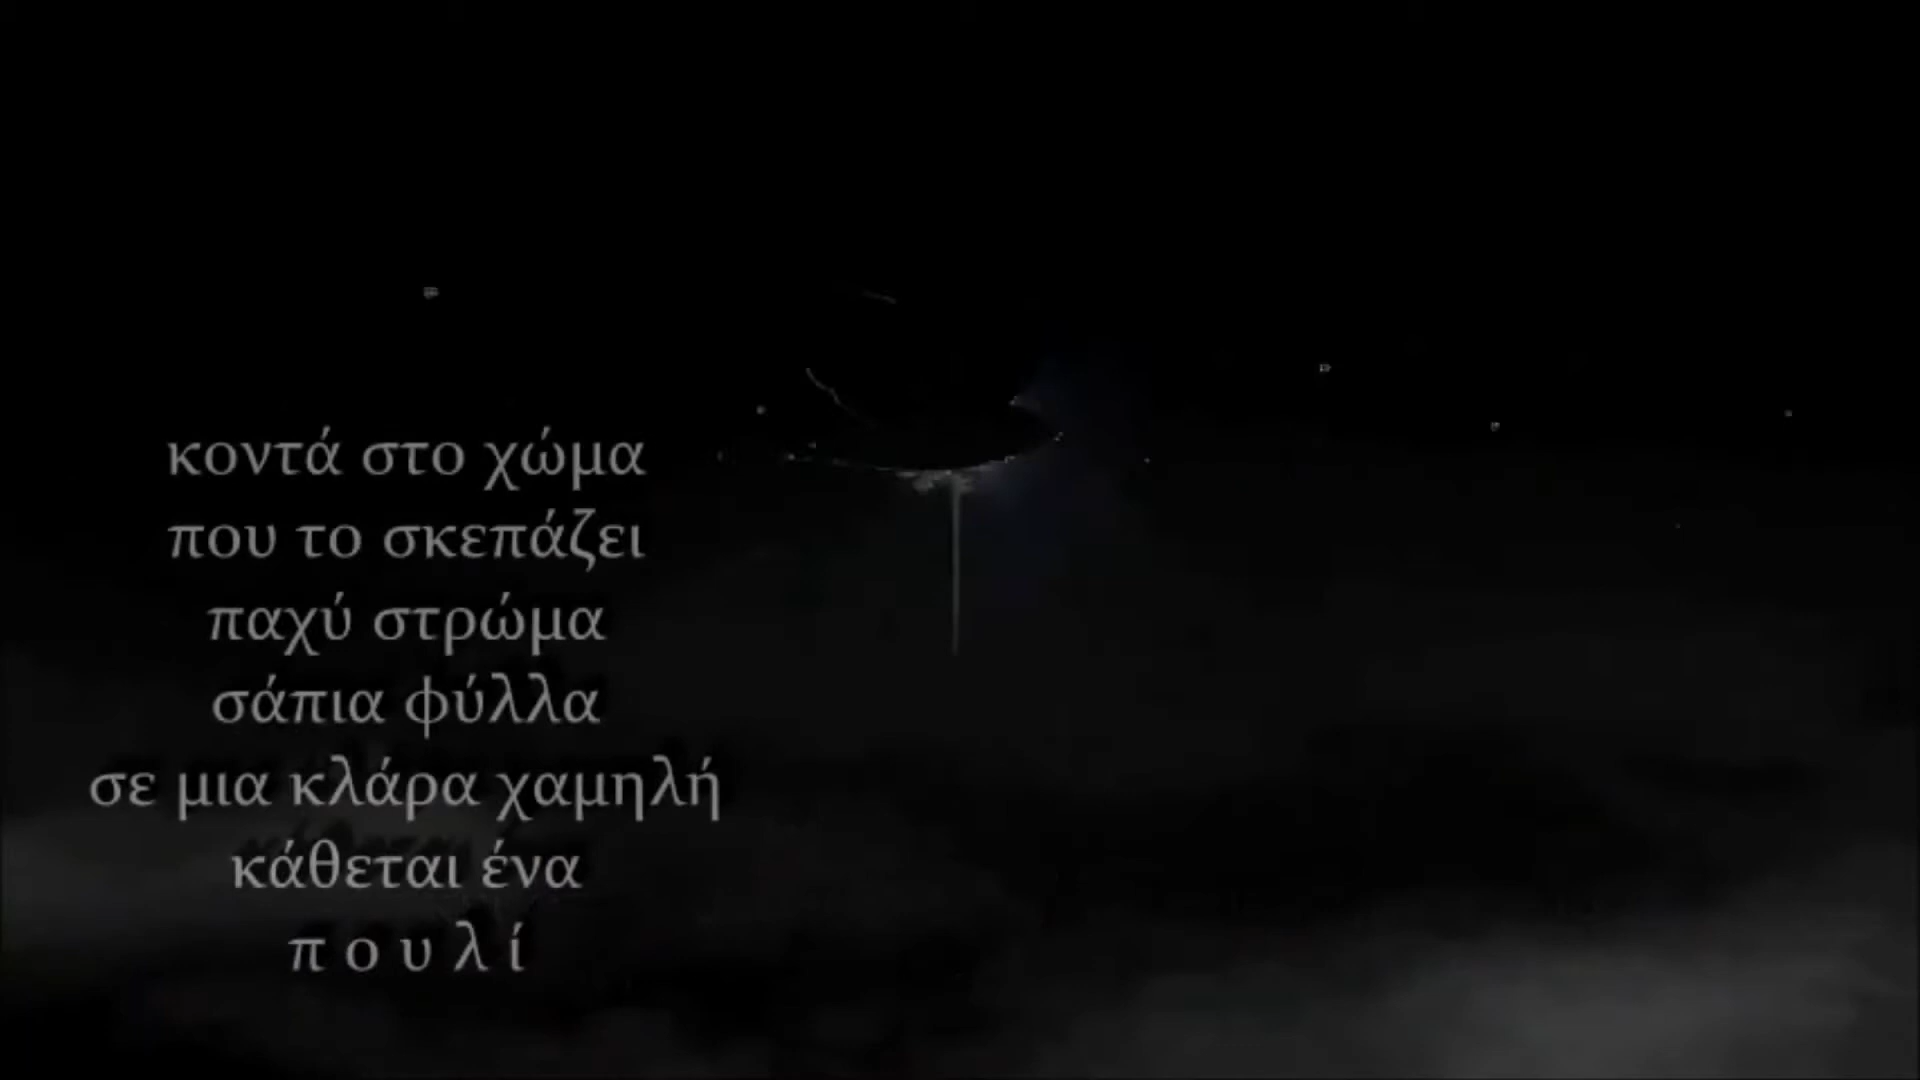 κοντά στο χώμα
που το σκεπάζει
παχύ στρώμα
σάπια φύλλα
σε μια κλάρα χαμηλή
κάθεται ένα
π ο υ λ ί